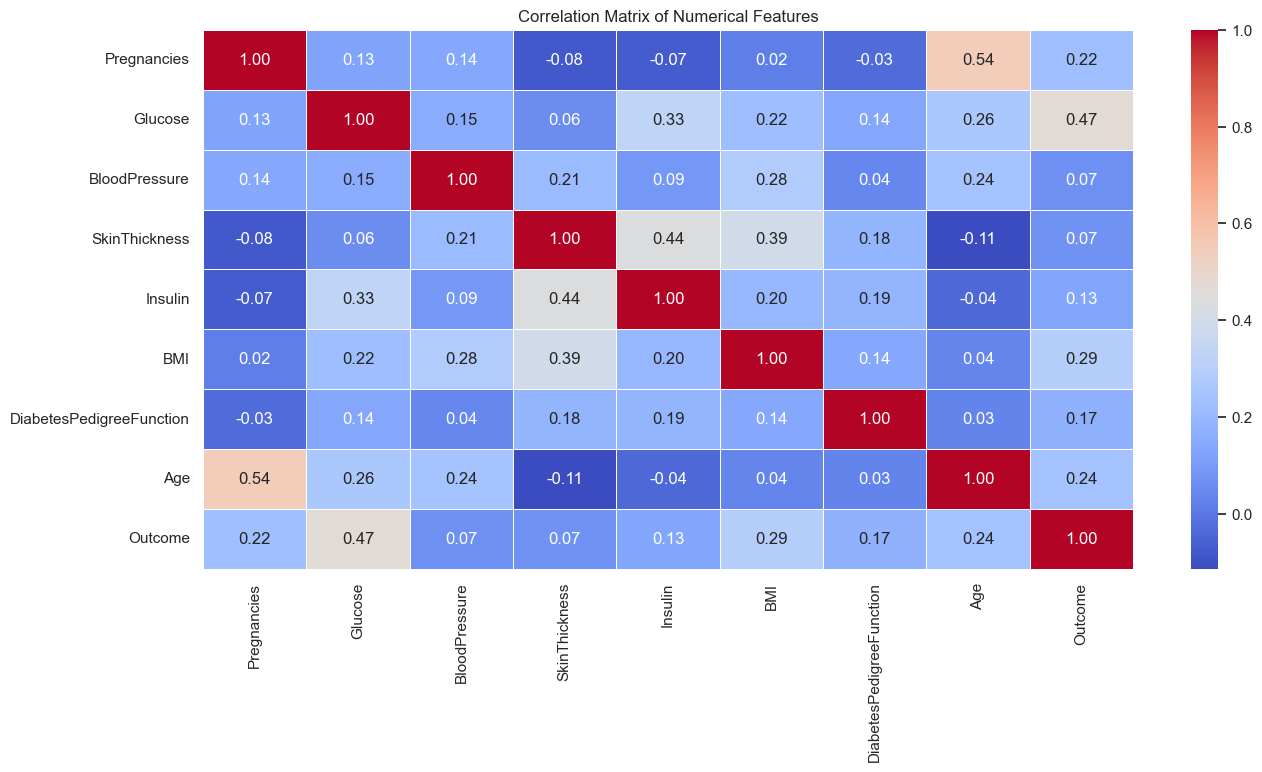 Correlation Matrix of Numerical Features
Pregnancies 1.00 0.13 0.14 -0.08 -0.07 0.02 -0.03 0.54 0.22
Glucose 0.13 1.00 0.15 0.06 0.33 0.22 0.14 0.26 0.47
BloodPressure 0.14 0.15 1.00 0.21 0.09 0.28 0.04 0.24 0.07
SkinThickness -0.08 0.06 0.21 1.00 0.44 0.39 0.18 -0.11 0.07
Insulin -0.07 0.33 0.09 0.44 1.00 0.20 0.19 -0.04 0.13
BMI 0.02 0.22 0.28 0.39 0.20 1.00 0.14 0.04 0.29
DiabetesPedigreeFunction -0.03 0.14 0.04 0.18 0.19 0.14 1.00 0.03 0.17
Age 0.54 0.26 0.24 -0.11 -0.04 0.04 0.03 1.00 0.24
Outcome 0.22 0.47 0.07 0.07 0.13 0.29 0.17 0.24 1.00
Pregnancies
Glucose
BloodPressure
SkinThickness
Insulin
BMI
DiabetesPedigreeFunction
Age
Outcome
1.0
0.8
0.6
0.4
0.2
0.0